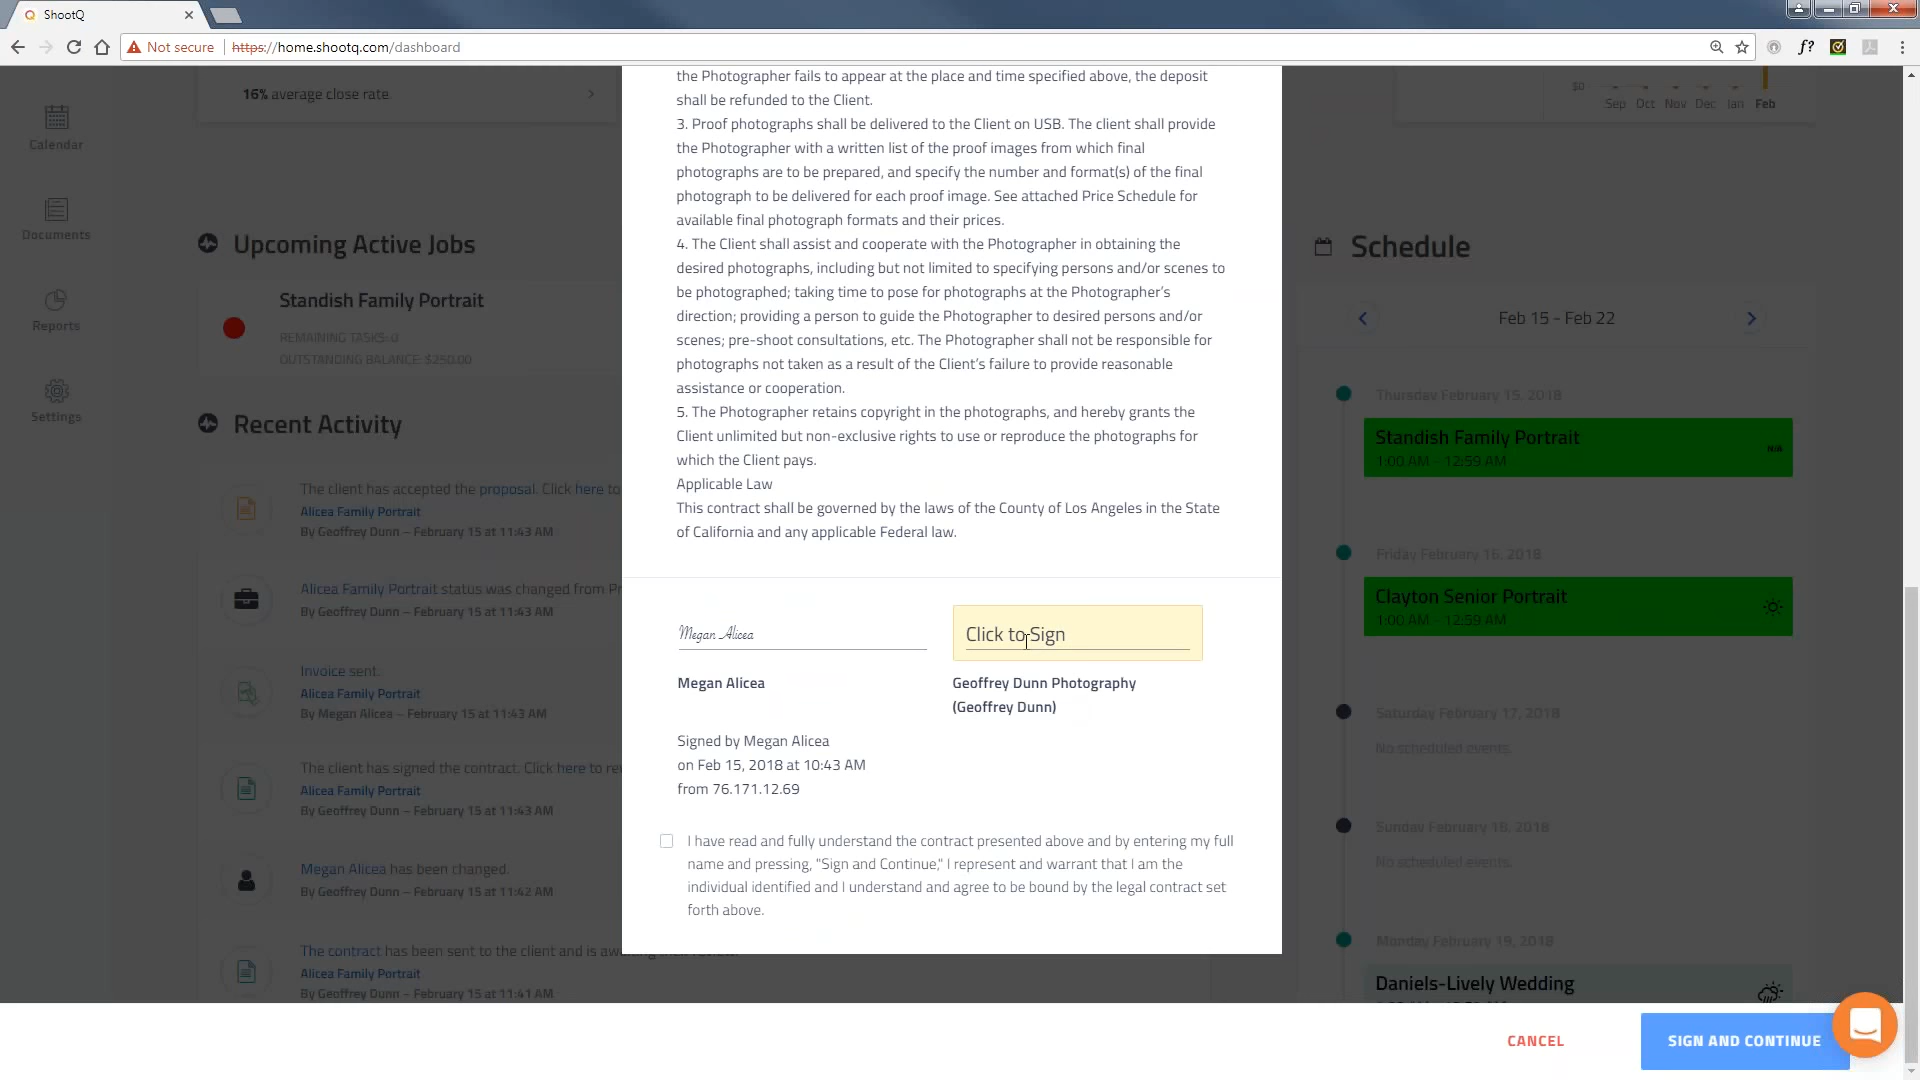 ShootQ
Not secure
https://home.shootq.com/dashboard
f?
16% average close rate
$0
Sep Oct Nov Dec Jan Feb
Calendar
Documents
Reports
Settings
Upcoming Active Jobs
Standish Family Portrait
REMAINING TASKS: 0
OUTSTANDING BALANCE: $250.00
Recent Activity
The client has accepted the proposal. Click here to
Alicea Family Portrait
By Geoffrey Dunn – February 15 at 11:43 AM
Alicea Family Portrait status was changed from
By Geoffrey Dunn – February 15 at 11:43 AM
Invoice sent.
Alicea Family Portrait
By Megan Alicea – February 15 at 11:43 AM
The client has signed the contract. Click here to
Alicea Family Portrait
By Geoffrey Dunn – February 15 at 11:43 AM
Megan Alicea has been changed.
By Geoffrey Dunn – February 15 at 11:42 AM
The contract has been sent to the client and is
Alicea Family Portrait
By Geoffrey Dunn – February 15 at 11:41 AM
the Photographer fails to appear at the place and time specified above, the deposit
shall be refunded to the Client.
3. Proof photographs shall be delivered to the Client on USB. The client shall provide
the Photographer with a written list of the proof images from which final
photographs are to be prepared, and specify the number and format(s) of the final
photograph to be delivered for each proof image. See attached Price Schedule for
available final photograph formats and their prices.
4. The Client shall assist and cooperate with the Photographer in obtaining the
desired photographs, including but not limited to specifying persons and/or scenes to
be photographed; taking time to pose for photographs at the Photographer's
direction; providing a person to guide the Photographer to desired persons and/or
scenes; pre-shoot consultations, etc. The Photographer shall not be responsible for
photographs not taken as a result of the Client's failure to provide reasonable
assistance or cooperation.
5. The Photographer retains copyright in the photographs, and hereby grants the
Client unlimited but non-exclusive rights to use or reproduce the photographs for
which the Client pays.
Applicable Law
This contract shall be governed by the laws of the County of Los Angeles in the State
of California and any applicable Federal law.
Megan Alicea
Click to Sign
Megan Alicea
Geoffrey Dunn Photography
(Geoffrey Dunn)
Signed by Megan Alicea
on Feb 15, 2018 at 10:43 AM
from 76.171.12.69
I have read and fully understand the contract presented above and by entering my full
name and pressing, "Sign and Continue," I represent and warrant that I am the
individual identified and I understand and agree to be bound by the legal contract set
forth above.
Schedule
Feb 15 - Feb 22
Thursday February 15, 2018
Standish Family Portrait
1:00 AM - 12:59 AM
N/A
Friday February 16, 2018
Clayton Senior Portrait
1:00 AM - 12:59 AM
Saturday February 17, 2018
No scheduled events.
Sunday February 18, 2018
No scheduled events.
Monday February 19, 2018
Daniels-Lively Wedding
CANCEL
SIGN AND CONTINUE